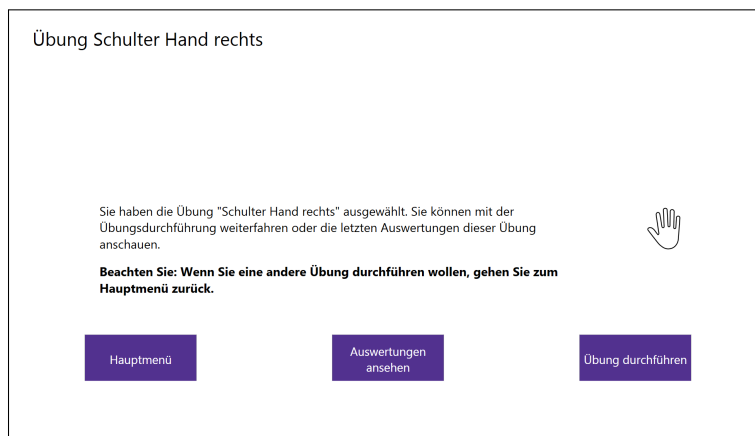 Übung Schulter Hand rechts
Sie haben die Übung "Schulter Hand rechts" ausgewählt. Sie können mit der
Übungsdurchführung weiterfahren oder die letzten Auswertungen dieser Übung
anschauen.
Beachten Sie: Wenn Sie eine andere Übung durchführen wollen, gehen Sie zum
Hauptmenü zurück.
Hauptmenü
Auswertungen
ansehen
Übung durchführen